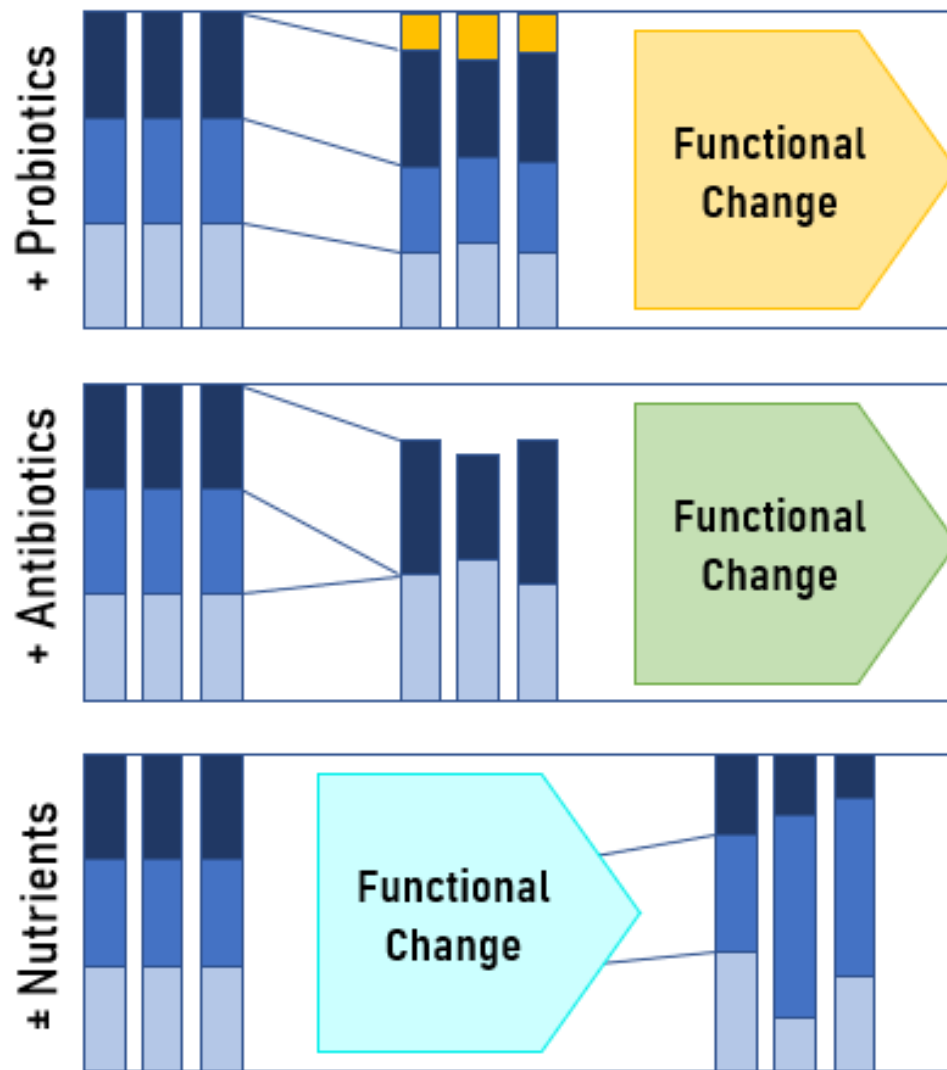 + Probiotics
Functional
Change
+ Antibiotics
Functional
Change
± Nutrients
Functional
Change